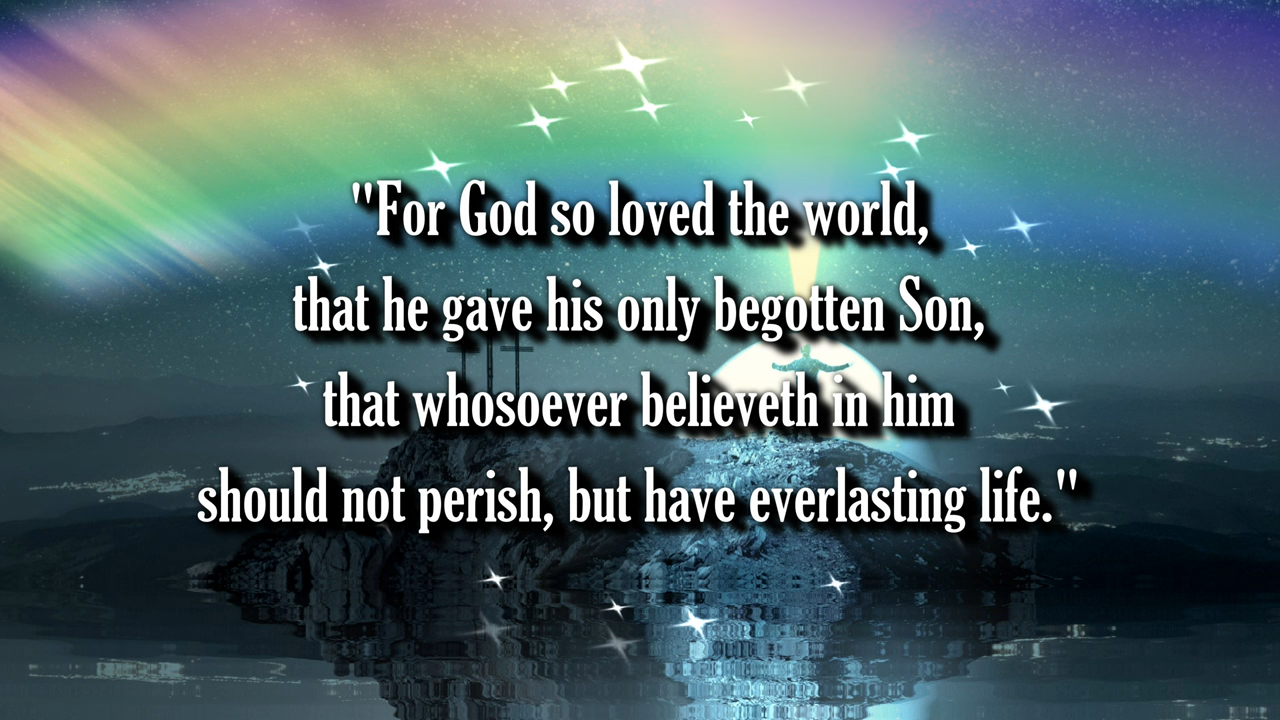 "For God so loved the world,
that he gave his only begotten Son,
that whosoever believeth in him
should not perish, but have everlasting life."